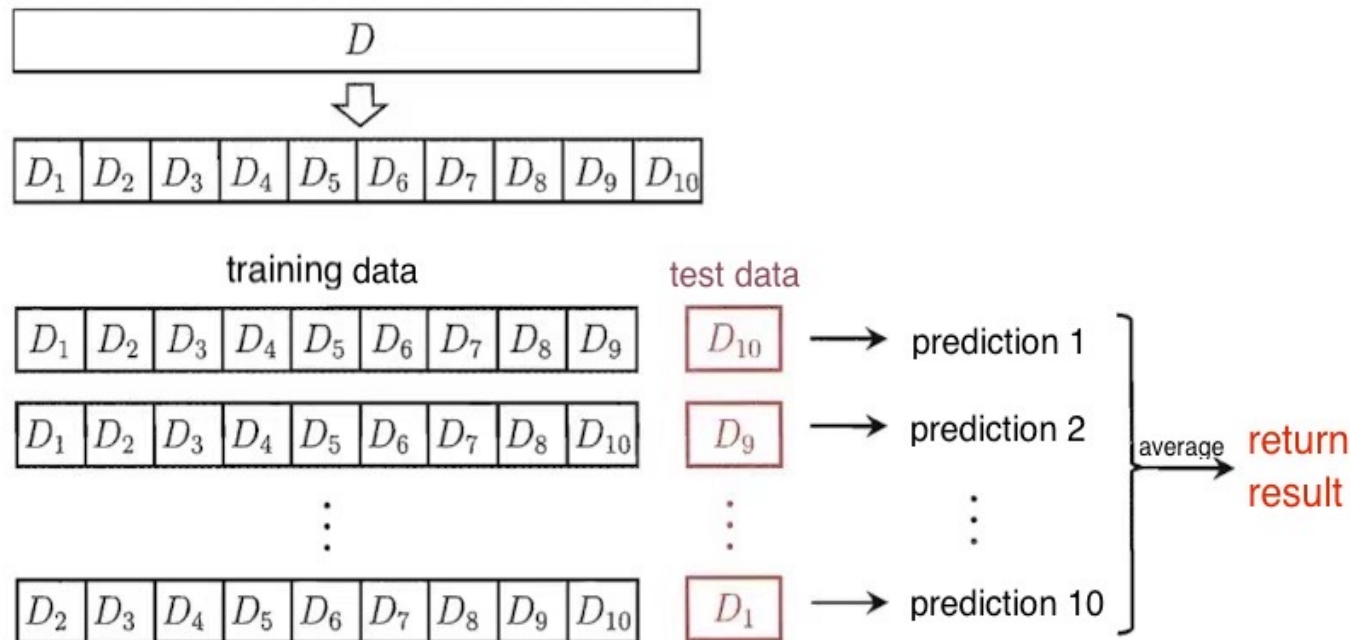 D
D₁ D₂ D₃ D₄ D₅ D₆ D₇ D₈ D₉ D₁₀
training data test data
D₁ D₂ D₃ D₄ D₅ D₆ D₇ D₈ D₉ D₁₀ prediction 1
D₁ D₂ D₃ D₄ D₅ D₆ D₇ D₈ D₁₀ D₉ prediction 2
average
return
result
D₂ D₃ D₄ D₅ D₆ D₇ D₈ D₉ D₁₀ D₁ prediction 10